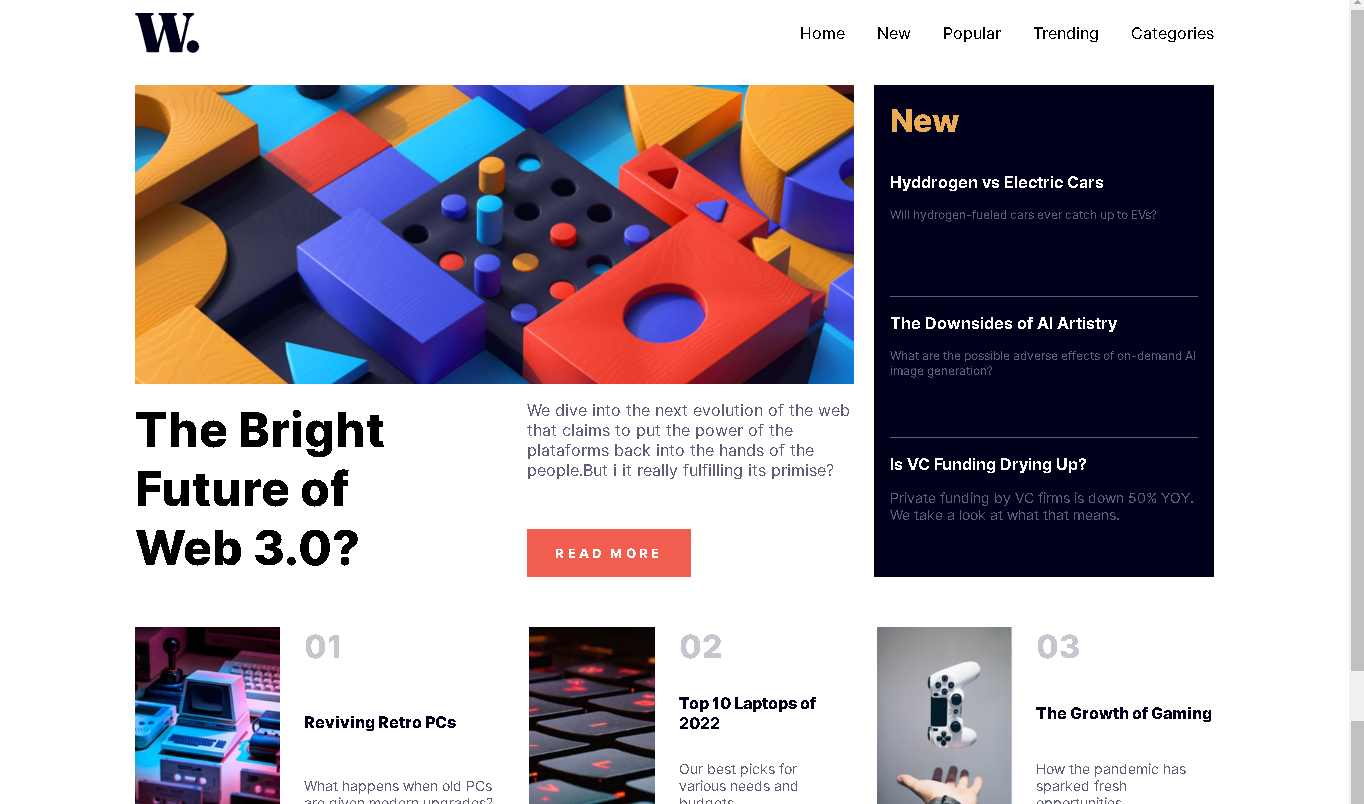 W.
Home New Popular Trending Categories
New
Hyddrogen vs Electric Cars
Will hydrogen-fueled cars ever catch up to EVs?
The Downsides of AI Artistry
What are the possible adverse effects of on-demand AI
image generation?
Is VC Funding Drying Up?
Private funding by VC firms is down 50% YOY.
We take a look at what that means.
The Bright
Future of
Web 3.0?
We dive into the next evolution of the web
that claims to put the power of the
plataforms back into the hands of the
people.But i it really fulfilling its primise?
READ MORE
01
Reviving Retro PCs
What happens when old PCs
are given modern upgrades?
02
Top 10 Laptops of
2022
Our best picks for
various needs and
budgets
03
The Growth of Gaming
How the pandemic has
sparked fresh
opportunities